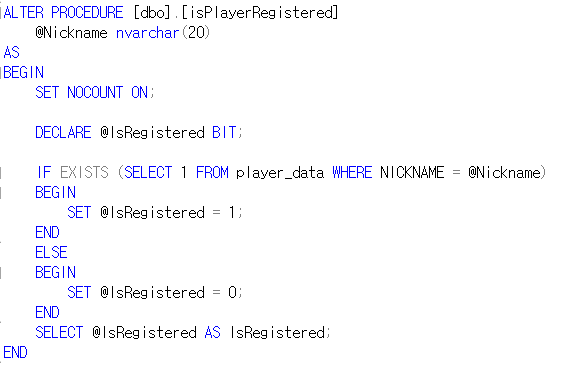 ALTER PROCEDURE [dbo].[isPlayerRegistered]
@Nickname nvarchar(20)
AS
BEGIN
SET NOCOUNT ON;
DECLARE @IsRegistered BIT;
IF EXISTS (SELECT 1 FROM player_data WHERE NICKNAME = @Nickname)
BEGIN
SET @IsRegistered = 1;
END
ELSE
BEGIN
SET @IsRegistered = 0;
END
SELECT @IsRegistered AS IsRegistered;
END